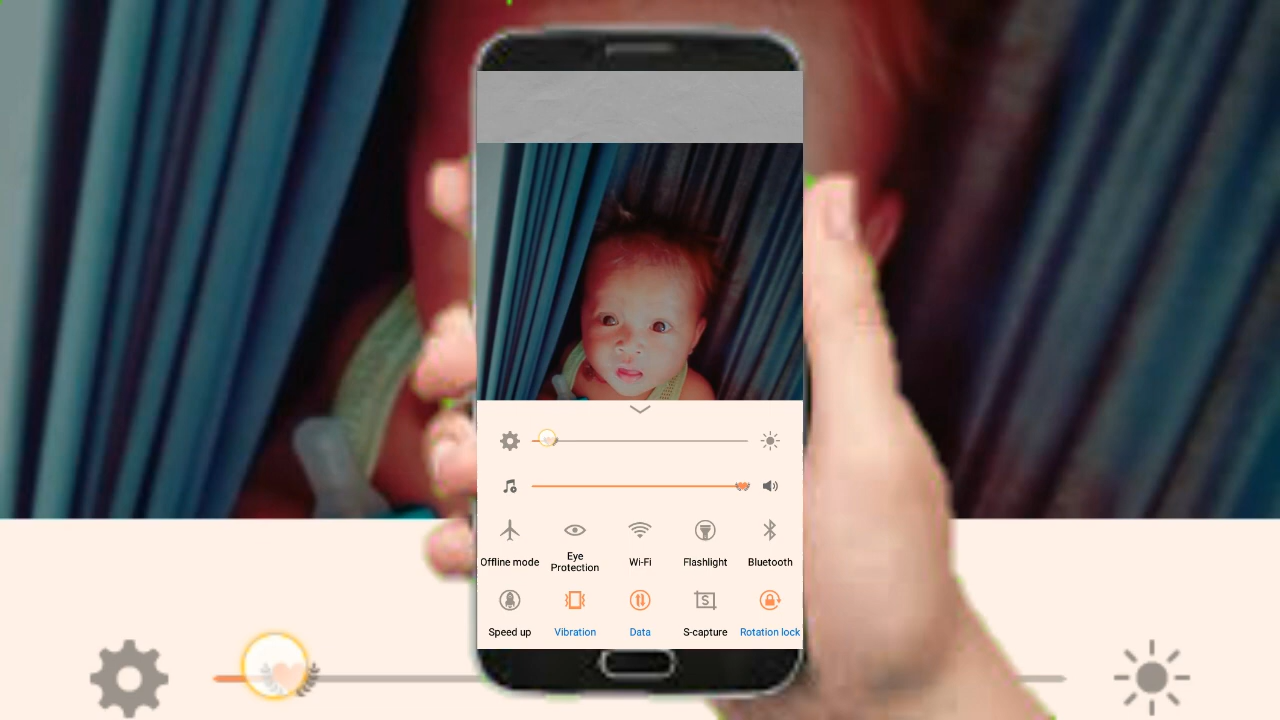 Offline mode
Eye
Protection
Wi-Fi
Flashlight
Bluetooth
Speed up
Vibration
Data
S-capture
Rotation lock